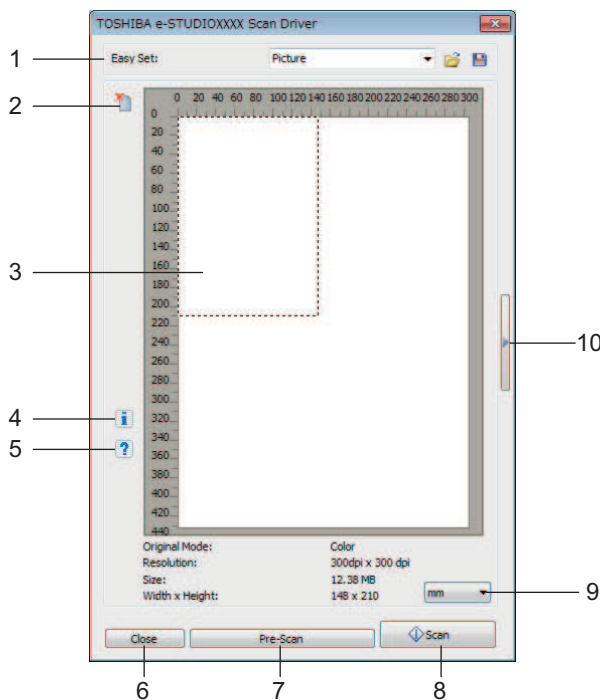 TOSHIBA e-STUDIOXXXX Scan Driver
1
Easy Set:
Picture
2
0 20 40 60 80 100 120 140 160 180 200 220 240 260 280 300
0
20
40
60
80
100
120
140
3
160
180
200
220
240
10
260
280
300
4
i
320
340
5
?
360
380
400
420
440
Original Mode: Color
Resolution: 300dpi x 300 dpi
Size: 12.38 MB
Width x Height: 148 x 210
mm
9
Close
Pre-Scan
Scan
6 7 8